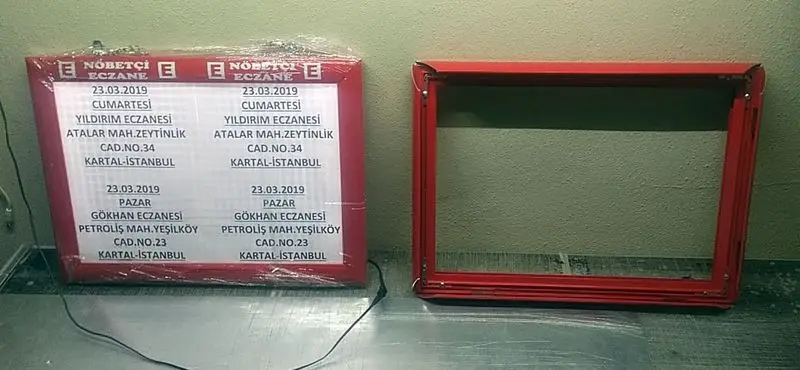 E NÖBETÇİ ECZANE E
E NÖBETÇİ ECZANE E
23.03.2019
CUMARTESİ
YILDIRIM ECZANESİ
ATALAR MAH.ZEYTİNLİK
CAD.NO.34
KARTAL-İSTANBUL
23.03.2019
CUMARTESİ
YILDIRIM ECZANESİ
ATALAR MAH.ZEYTİNLİK
CAD.NO.34
KARTAL-İSTANBUL
23.03.2019
PAZAR
GÖKHAN ECZANESİ
PETROLİŞ MAH.YEŞİLKÖY
CAD.NO.23
KARTAL-İSTANBUL
23.03.2019
PAZAR
GÖKHAN ECZANESİ
PETROLİŞ MAH.YEŞİLKÖY
CAD.NO.23
KARTAL-İSTANBUL